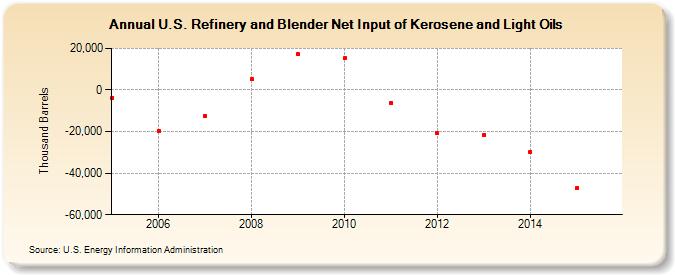 Annual U.S. Refinery and Blender Net Input of Kerosene and Light Oils
Thousand Barrels
20,000
0
-20,000
-40,000
-60,000
2006 2008 2010 2012 2014
Source: U.S. Energy Information Administration